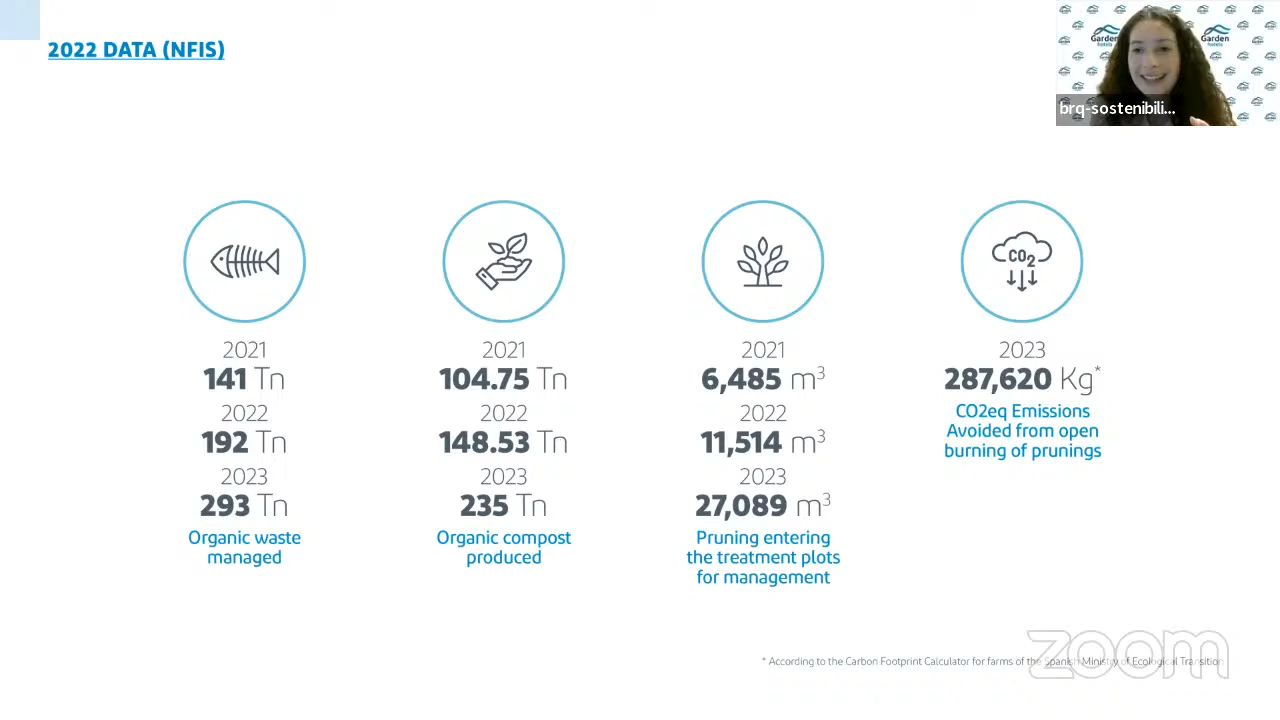 2022 DATA (NFIS)
Garden
hotels
Garden
hotels
brq-sostenibili...
2021
141 Tn
2022
192 Tn
2023
293 Tn
Organic waste
managed
2021
104.75 Tn
2022
148.53 Tn
2023
235 Tn
Organic compost
produced
2021
6,485 m³
2022
11,514 m³
2023
27,089 m³
Pruning entering
the treatment plots
for management
CO2
2023
287,620 Kg*
CO2eq Emissions
Avoided from open
burning of prunings
* According to the Carbon Footprint Calculator for farms of the Spanish Ministry of Ecological Transition
zoom